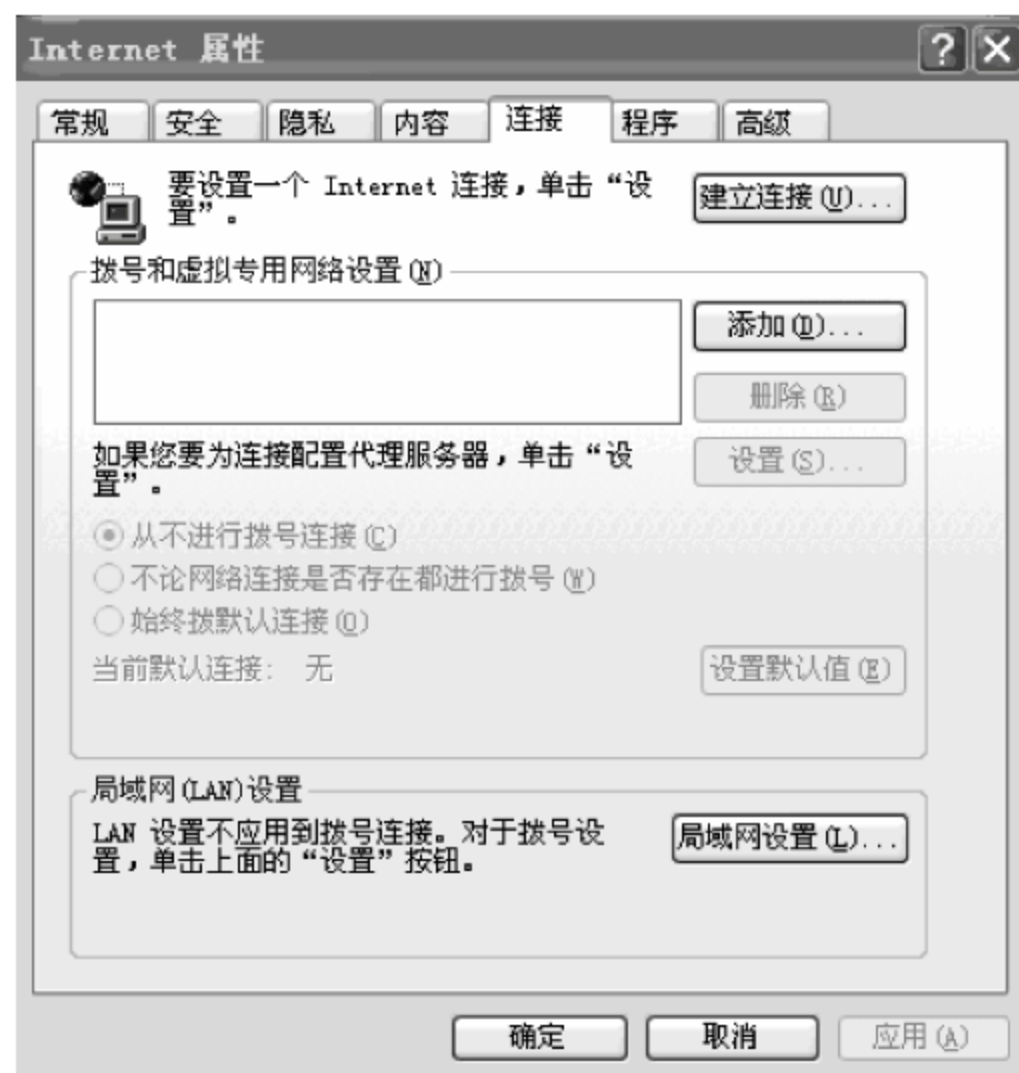 Internet 属性
常规 安全 隐私 内容 连接 程序 高级
要设置一个 Internet 连接，单击“设
置”。
建立连接(U)...
拨号和虚拟专用网络设置(N)
添加(D)...
删除(R)
如果您要为连接配置代理服务器，单击“设
置”。
设置(S)...
从不进行拨号连接(C)
不论网络连接是否存在都进行拨号(W)
始终拨默认连接(O)
当前默认连接: 无
设置默认值(E)
局域网(LAN)设置
LAN 设置不应用到拨号连接。对于拨号设
置，单击上面的“设置”按钮。
局域网设置(L)...
确定 取消 应用(A)